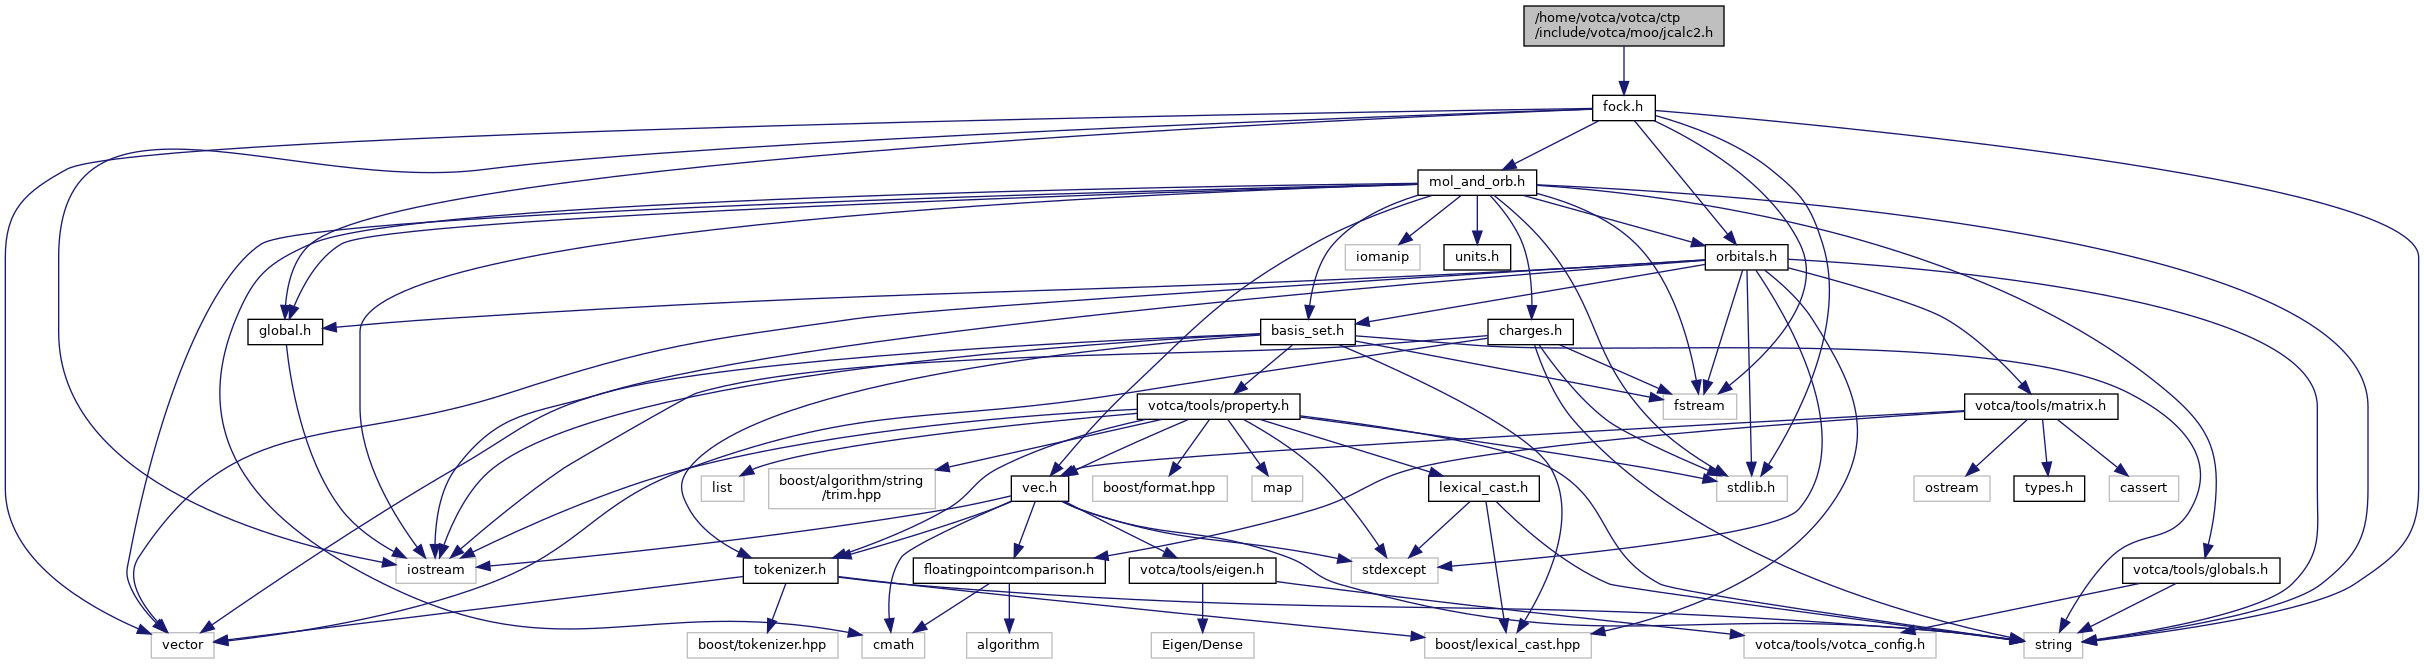 /home/votca/votca/ctp
/include/votca/moo/jcalc2.h
fock.h
mol_and_orb.h
iomanip
units.h
orbitals.h
global.h
basis_set.h
charges.h
votca/tools/property.h
fstream
votca/tools/matrix.h
list
boost/algorithm/string
/trim.hpp
vec.h
boost/format.hpp
map
lexical_cast.h
stdlib.h
ostream
types.h
cassert
iostream
tokenizer.h
floatingpointcomparison.h
votca/tools/eigen.h
stdexcept
votca/tools/globals.h
vector
boost/tokenizer.hpp
cmath
algorithm
Eigen/Dense
boost/lexical_cast.hpp
votca/tools/votca_config.h
string